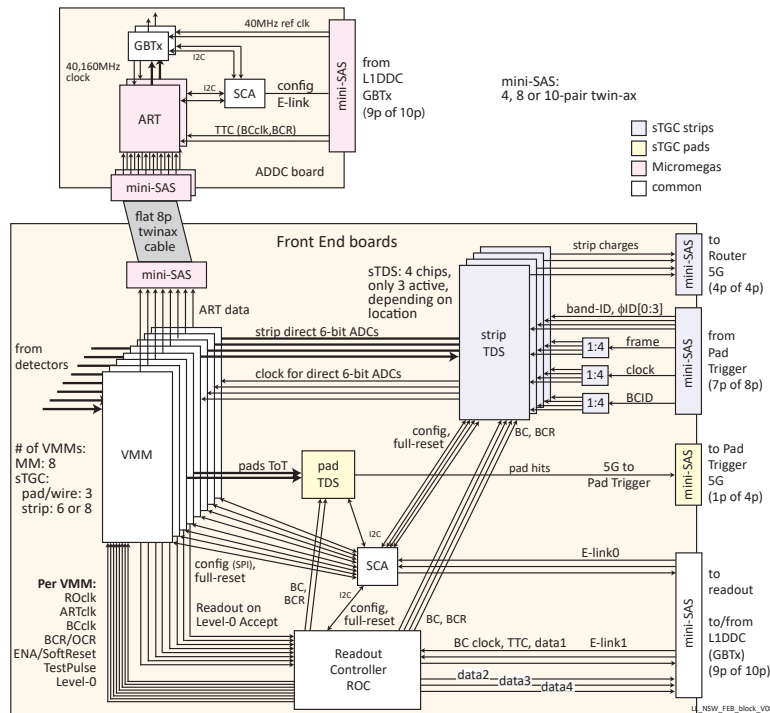 40MHz ref clk
GBTx
I2C
40,160MHz
clock
I2C
SCA
config
E-link
ART
TTC (BCclk,BCR)
mini-SAS
from
L1DDC
GBTx
(9p of 10p)
mini-SAS:
4, 8 or 10-pair twin-ax
sTGC strips
sTGC pads
Micromegas
common
mini-SAS
ADDC board
flat 8p
twinax
cable
Front End boards
mini-SAS
ART data
sTDS: 4 chips,
only 3 active,
depending on
location
strip charges
mini-SAS
to
Router
5G
(4p of 4p)
strip
TDS
band-ID, ϕID[0:3]
1:4
frame
1:4
clock
1:4
BCID
mini-SAS
from
Pad
Trigger
(7p of 8p)
from
detectors
strip direct 6-bit ADCs
clock for direct 6-bit ADCs
VMM
# of VMMs:
MM: 8
sTGC:
pad/wire: 3
strip: 6 or 8
config,
full-reset
BC, BCR
pads ToT
pad
TDS
pad hits
5G to
Pad Trigger
mini-SAS
to Pad
Trigger
5G
(1p of 4p)
I2C
SCA
E-link0
config (SPI),
full-reset
BC,
BCR
I2C
config,
full-reset
BC, BCR
Per VMM:
ROclk
ARTclk
BCclk
BCR/OCR
ENA/SoftReset
TestPulse
Level-0
Readout on
Level-0 Accept
Readout
Controller
ROC
BC clock, TTC, data1
E-link1
data2
data3
data4
mini-SAS
to
readout
to/from
L1DDC
(GBTx)
(9p of 10p)